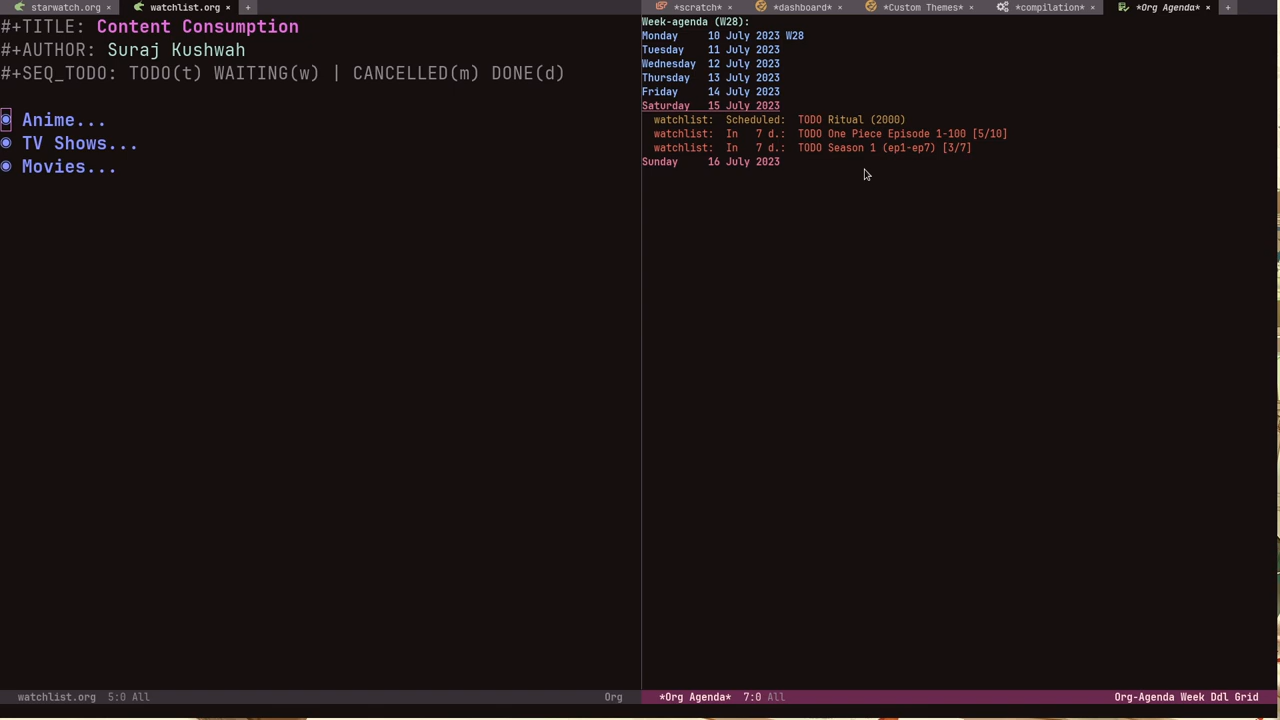 starwatch.org × watchlist.org × +
#+TITLE: Content Consumption
#+AUTHOR: Suraj Kushwah
#+SEQ_TODO: TODO(t) WAITING(w) | CANCELLED(m) DONE(d)
Anime...
TV Shows...
Movies...
watchlist.org 5:0 All Org
*scratch* × *dashboard* × *Custom Themes* × *compilation* × *Org Agenda* × +
Week-agenda (W28):
Monday 10 July 2023 W28
Tuesday 11 July 2023
Wednesday 12 July 2023
Thursday 13 July 2023
Friday 14 July 2023
Saturday 15 July 2023
watchlist: Scheduled: TODO Ritual (2000)
watchlist: In 7 d.: TODO One Piece Episode 1-100 [5/10]
watchlist: In 7 d.: TODO Season 1 (ep1-ep7) [3/7]
Sunday 16 July 2023
*Org Agenda* 7:0 All Org-Agenda Week Ddl Grid